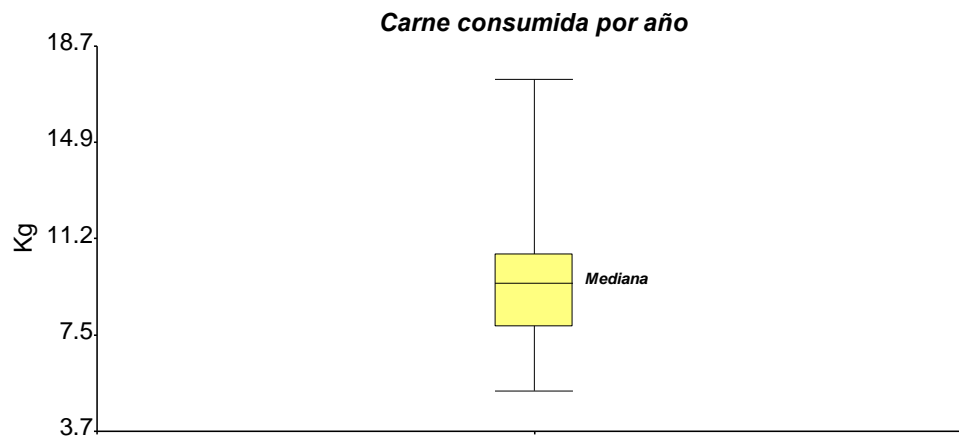 Carne consumida por año
18.7
14.9
Kg
11.2
Mediana
7.5
3.7